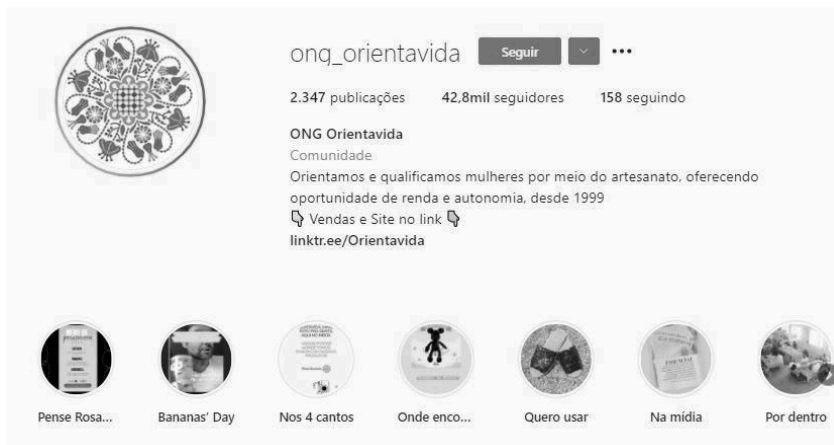 ong_orientavida Seguir
2.347 publicações 42,8mil seguidores 158 seguindo
ONG Orientavida
Comunidade
Orientamos e qualificamos mulheres por meio do artesanato, oferecendo
oportunidade de renda e autonomia, desde 1999
👇 Vendas e Site no link 👇
linktr.ee/Orientavida
Pense Rosa... Bananas' Day Nos 4 cantos Onde enco... Quero usar Na mídia Por dentro